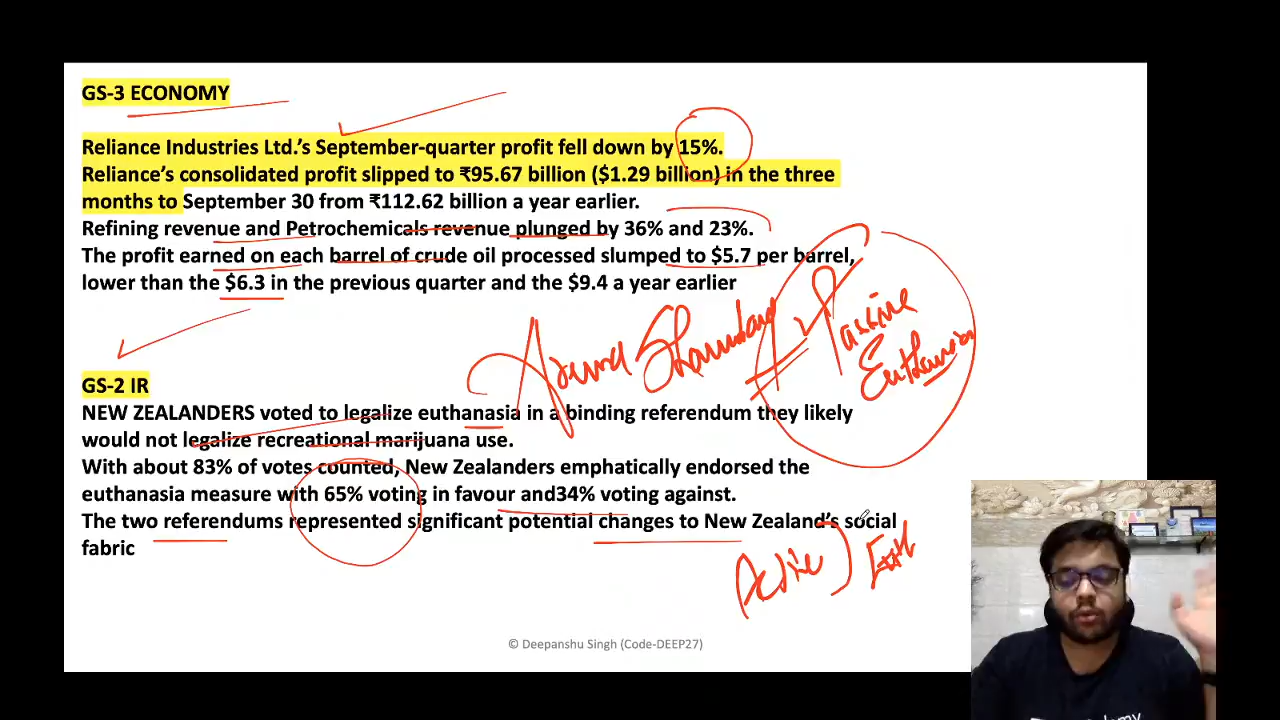 GS-3 ECONOMY
Reliance Industries Ltd.'s September-quarter profit fell down by 15%.
Reliance's consolidated profit slipped to ₹95.67 billion ($1.29 billion) in the three
months to September 30 from ₹112.62 billion a year earlier.
Refining revenue and Petrochemicals revenue plunged by 36% and 23%.
The profit earned on each barrel of crude oil processed slumped to $5.7 per barrel,
lower than the $6.3 in the previous quarter and the $9.4 a year earlier
Passive
Euthanasia
Aruna Shaunbag
GS-2 IR
NEW ZEALANDERS voted to legalize euthanasia in a binding referendum they likely
would not legalize recreational marijuana use.
With about 83% of votes counted, New Zealanders emphatically endorsed the
euthanasia measure with 65% voting in favour and34% voting against.
The two referendums represented significant potential changes to New Zealand's social
fabric
Active Euth
© Deepanshu Singh (Code-DEEP27)